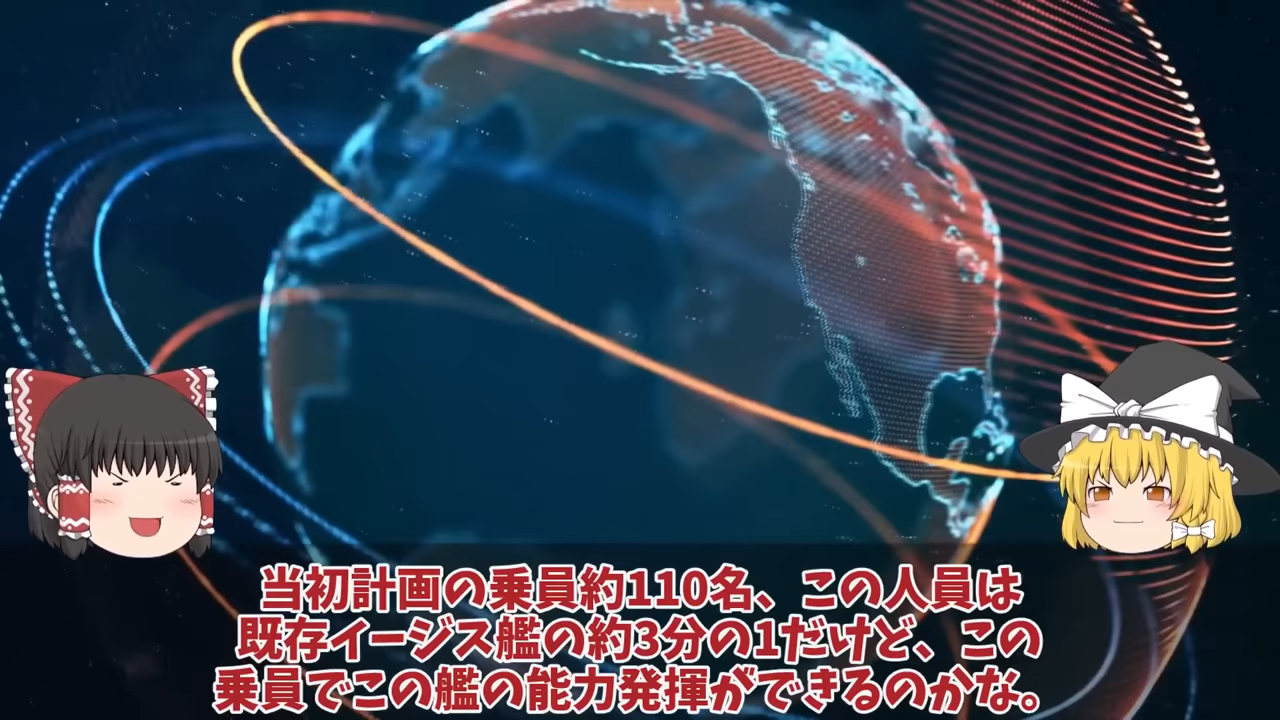 当初計画の乗員約110名、この人員は
既存イージス艦の約3分の1だけど、この
乗員でこの艦の能力発揮ができるのかな。